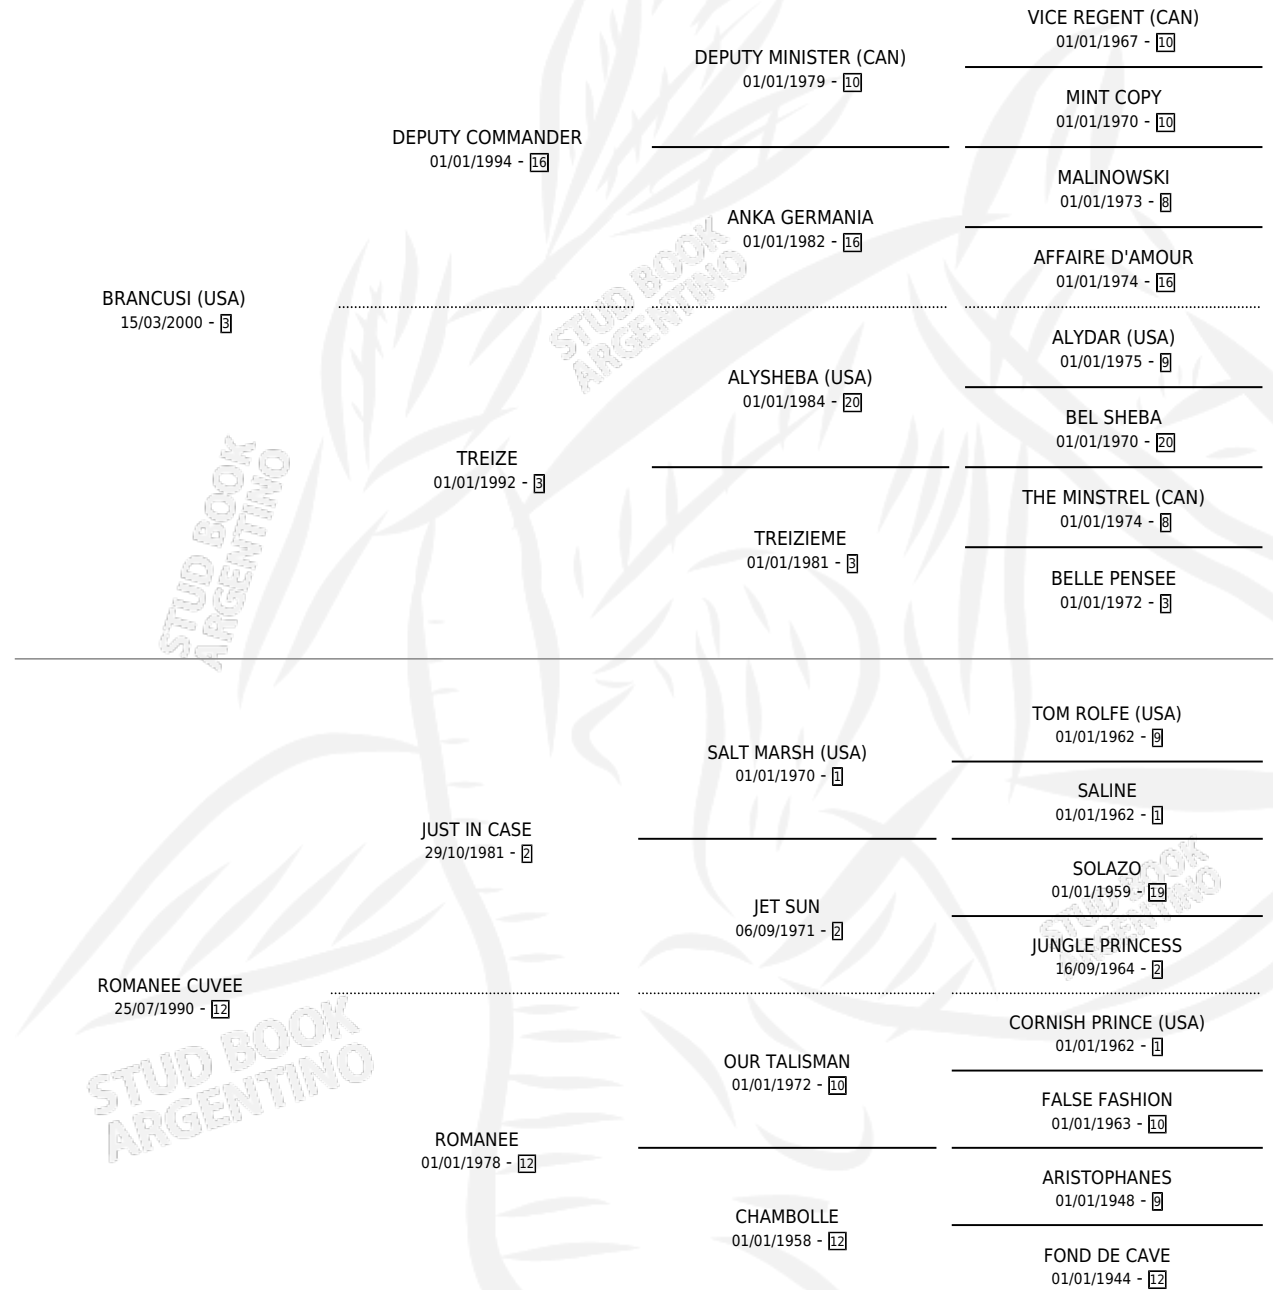 VICE REGENT (CAN)
01/01/1967 - 10
DEPUTY MINISTER (CAN)
01/01/1979 - 10
MINT COPY
01/01/1970 - 10
DEPUTY COMMANDER
01/01/1994 - 16
MALINOWSKI
01/01/1973 - 8
ANKA GERMANIA
01/01/1982 - 16
AFFAIRE D'AMOUR
01/01/1974 - 16
BRANCUSI (USA)
15/03/2000 - 3
STUD BOOK
ARGENTINO
ALYDAR (USA)
01/01/1975 - 9
ALYSHEBA (USA)
01/01/1984 - 20
BEL SHEBA
01/01/1970 - 20
TREIZE
01/01/1992 - 3
THE MINSTREL (CAN)
01/01/1974 - 8
TREIZIEME
01/01/1981 - 3
BELLE PENSEE
01/01/1972 - 3
STUD BOOK
ARGENTINO
TOM ROLFE (USA)
01/01/1962 - 9
SALT MARSH (USA)
01/01/1970 - 1
SALINE
01/01/1962 - 1
JUST IN CASE
29/10/1981 - 2
SOLAZO
01/01/1959 - 19
JET SUN
06/09/1971 - 2
JUNGLE PRINCESS
16/09/1964 - 2
STUD BOOK
ARGENTINO
ROMANEE CUVEE
25/07/1990 - 12
CORNISH PRINCE (USA)
01/01/1962 - 1
OUR TALISMAN
01/01/1972 - 10
FALSE FASHION
01/01/1963 - 10
STUD BOOK
ARGENTINO
ROMANEE
01/01/1978 - 12
ARISTOPHANES
01/01/1948 - 9
CHAMBOLLE
01/01/1958 - 12
FOND DE CAVE
01/01/1944 - 12